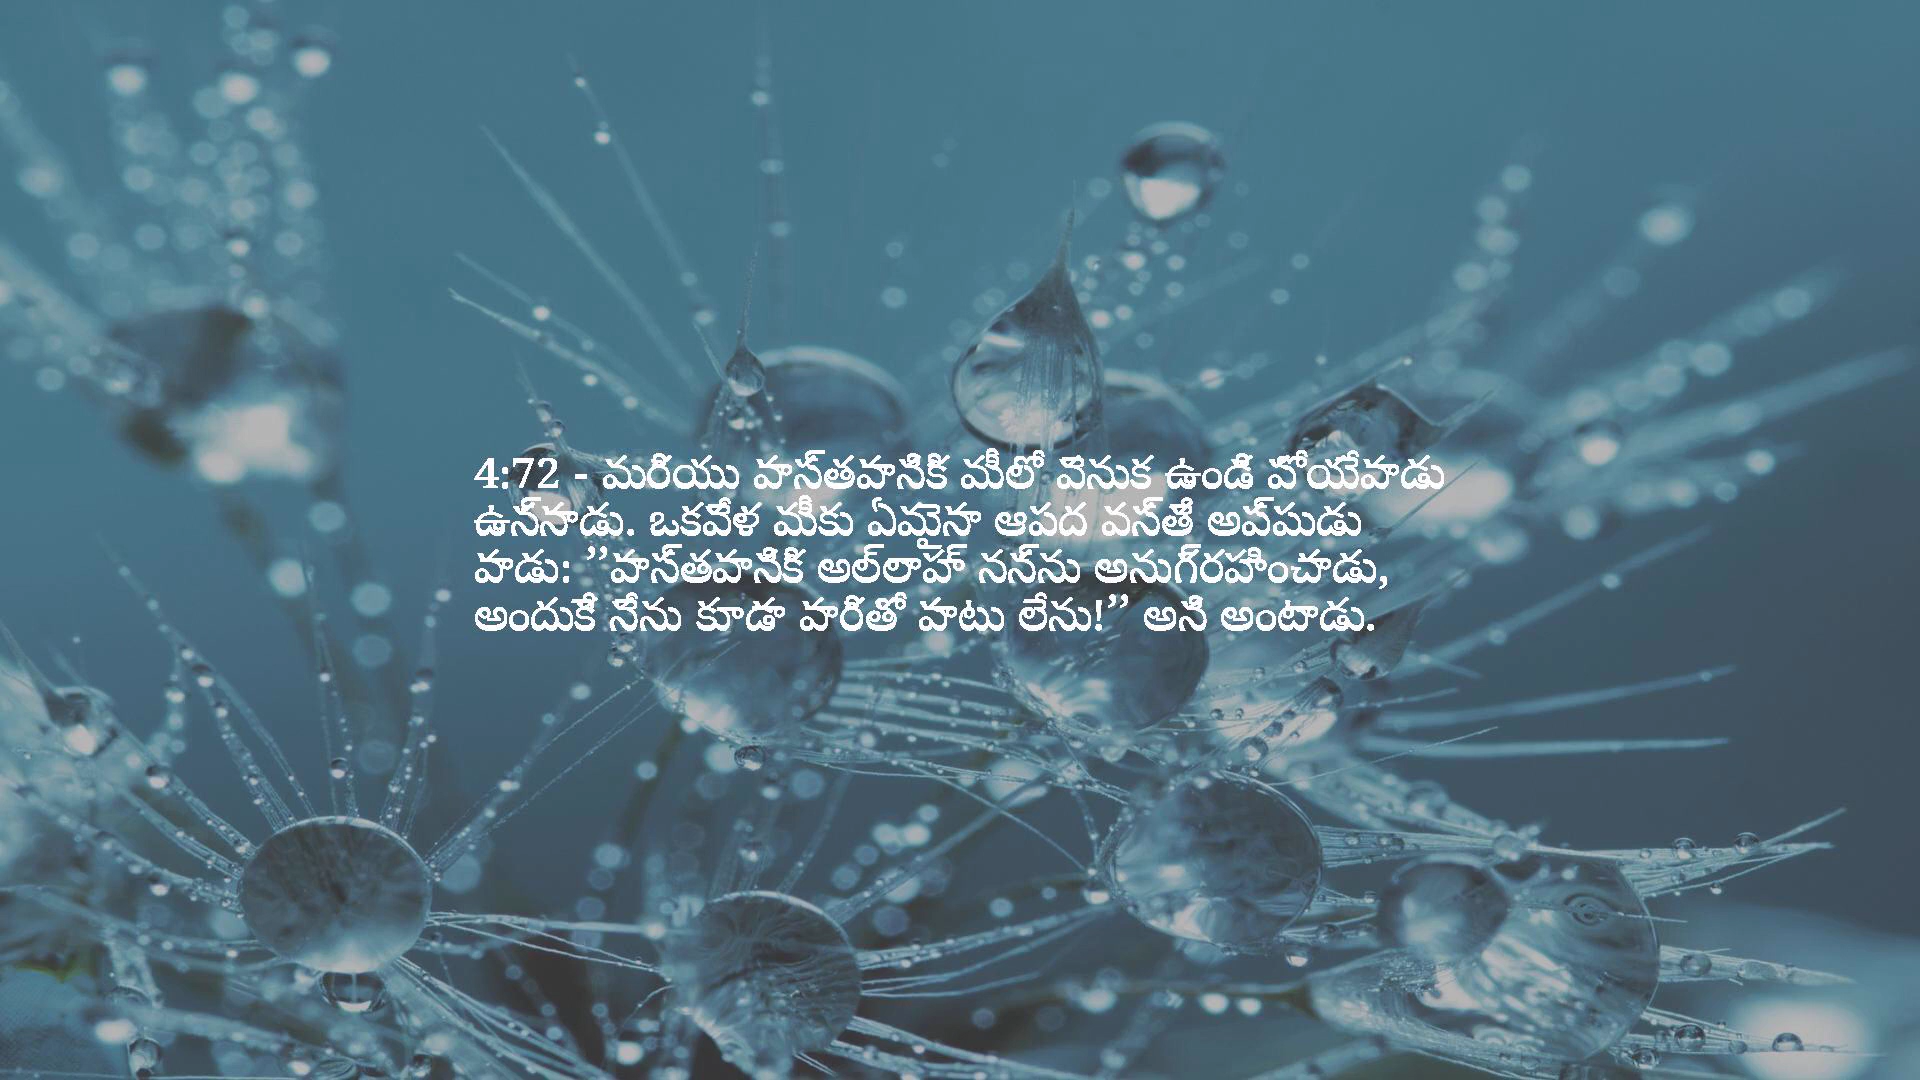 4:72 - మరియు వాస్తవానికి మీలో వెనుక ఉండి పోయేవాడు
ఉన్నాడు. ఒకవేళ మీకు ఏమైనా ఆపద వస్తే అప్పుడు
వాడు: ”వాస్తవానికి అల్లాహ్ నన్ను అనుగ్రహించాడు,
అందుకే నేను కూడా వారితో పాటు లేను!” అని అంటాడు.